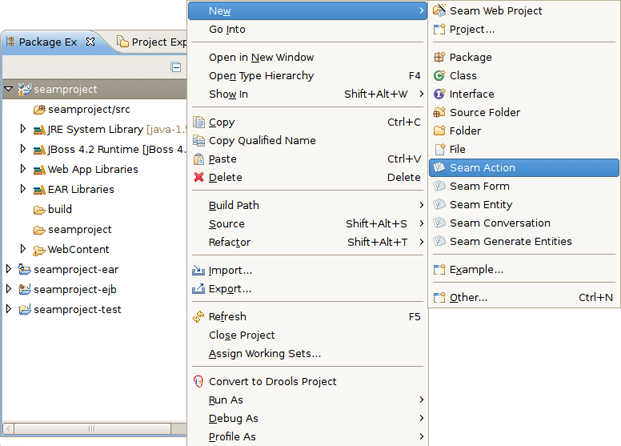 Package Ex
Project Exp
seamproject
seamproject/src
JRE System Library [java-1.5
JBoss 4.2 Runtime [JBoss 4.
Web App Libraries
EAR Libraries
build
seamproject
WebContent
seamproject-ear
seamproject-ejb
seamproject-test
New
Go Into
Open in New Window
Open Type Hierarchy F4
Show In Shift+Alt+W
Copy Ctrl+C
Copy Qualified Name
Paste Ctrl+V
Delete Delete
Build Path
Source Shift+Alt+S
Refactor Shift+Alt+T
Import...
Export...
Refresh F5
Close Project
Assign Working Sets...
Convert to Drools Project
Run As
Debug As
Profile As
Seam Web Project
Project...
Package
Class
Interface
Source Folder
Folder
File
Seam Action
Seam Form
Seam Entity
Seam Conversation
Seam Generate Entities
Example...
Other... Ctrl+N